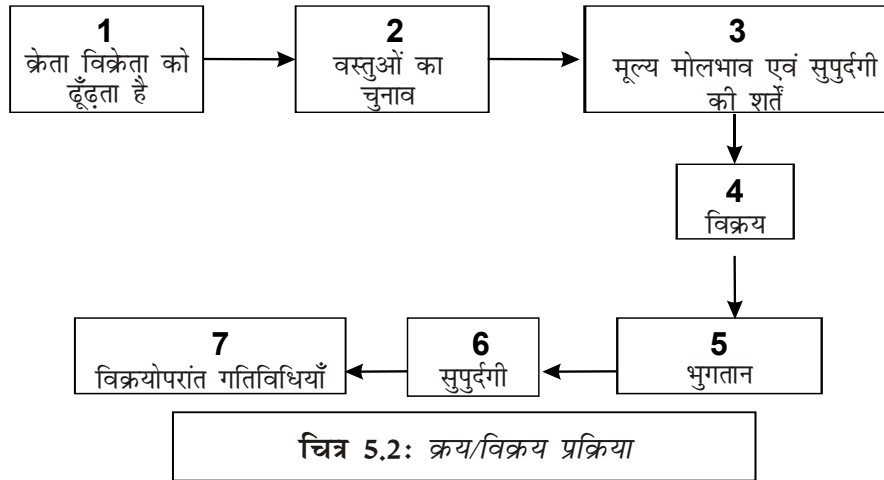 1
क्रेता विक्रेता को
ढूँढ़ता है
2
वस्तुओं का
चुनाव
3
मूल्य मोलभाव एवं सुपुर्दगी
की शर्तें
4
विक्रय
5
भुगतान
6
सुपुर्दगी
7
विक्रयोपरांत गतिविधियाँ
चित्र 5.2: क्रय/विक्रय प्रक्रिया